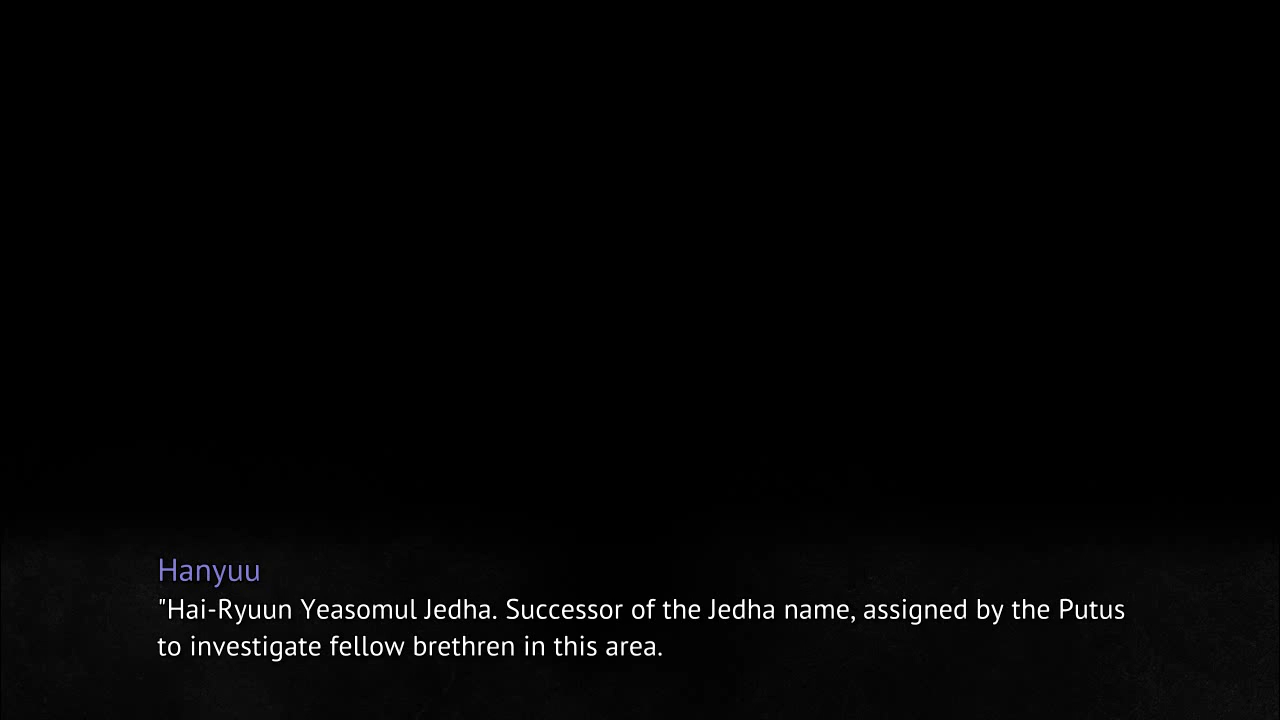 Hanyuu
"Hai-Ryuun Yeasomul Jedha. Successor of the Jedha name, assigned by the Putus
to investigate fellow brethren in this area.